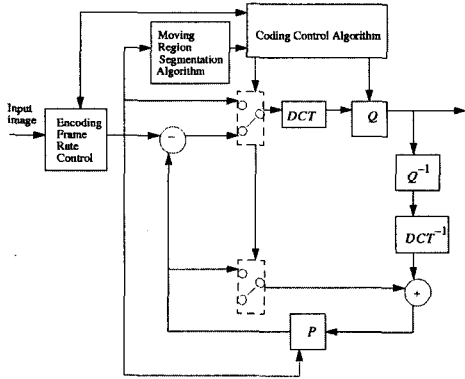 Moving
Region
Segmentation
Algorithm
Coding Control Algorithm
Input
image
Encoding
Frame
Rate
Control
−
DCT
Q
Q⁻¹
DCT⁻¹
+
P